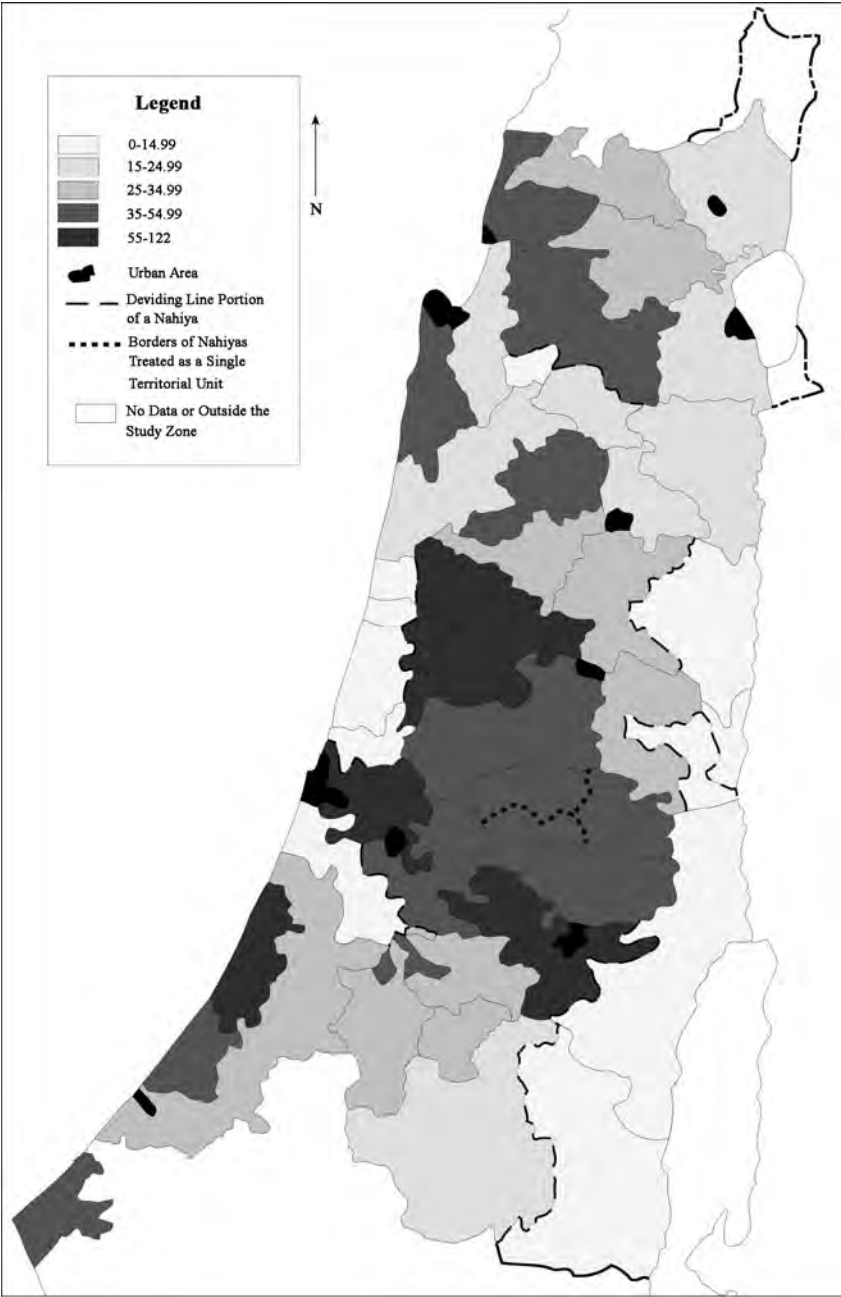 Legend
0-14.99
15-24.99
25-34.99
35-54.99
55-122
Urban Area
Deviding Line Portion
of a Nahiya
Borders of Nahiyas
Treated as a Single
Territorial Unit
No Data or Outside the
Study Zone
N